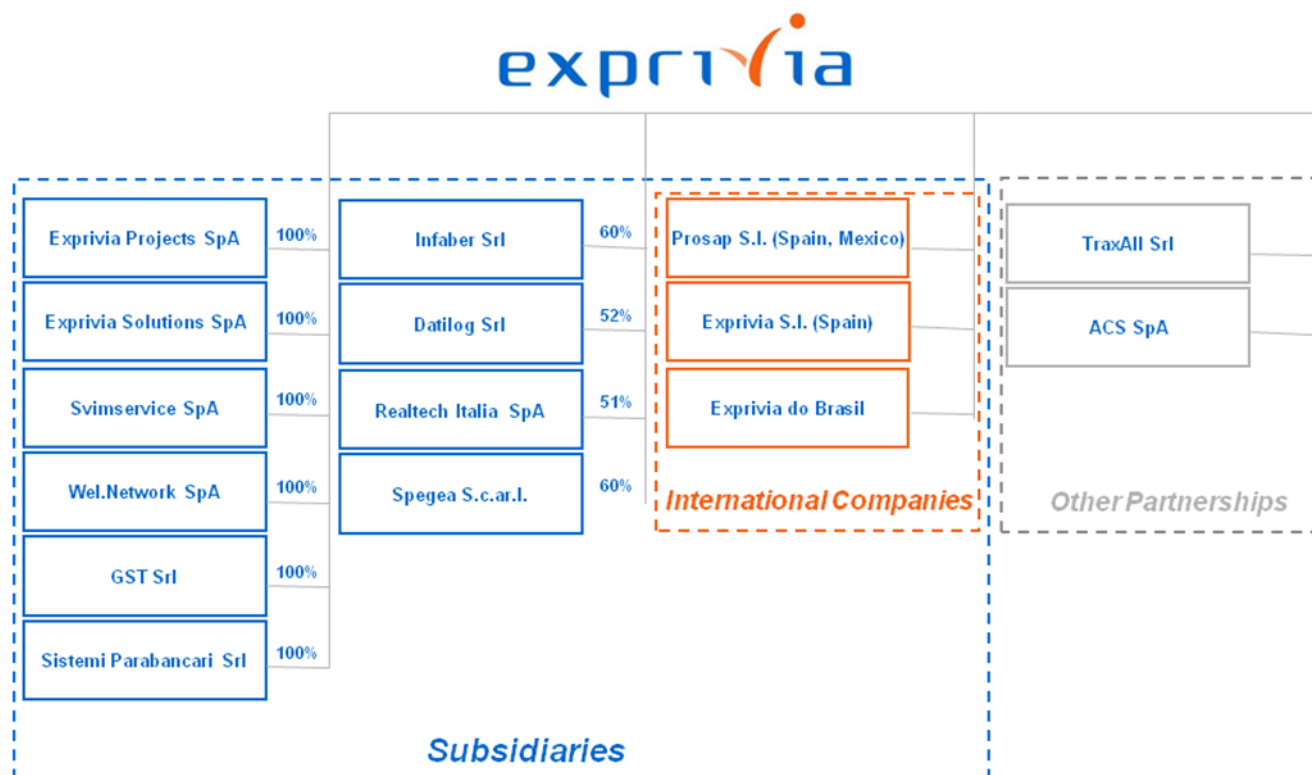 exprivia
Exprivia Projects SpA
100%
Exprivia Solutions SpA
100%
Svimservice SpA
100%
Wel.Network SpA
100%
GST Srl
100%
Sistemi Parabancari Srl
100%
Infaber Srl
60%
Datilog Srl
52%
Realtech Italia SpA
51%
Spegea S.c.ar.l.
60%
Prosap S.l. (Spain, Mexico)
Exprivia S.l. (Spain)
Exprivia do Brasil
International Companies
TraxAll Srl
ACS SpA
Other Partnerships
Subsidiaries